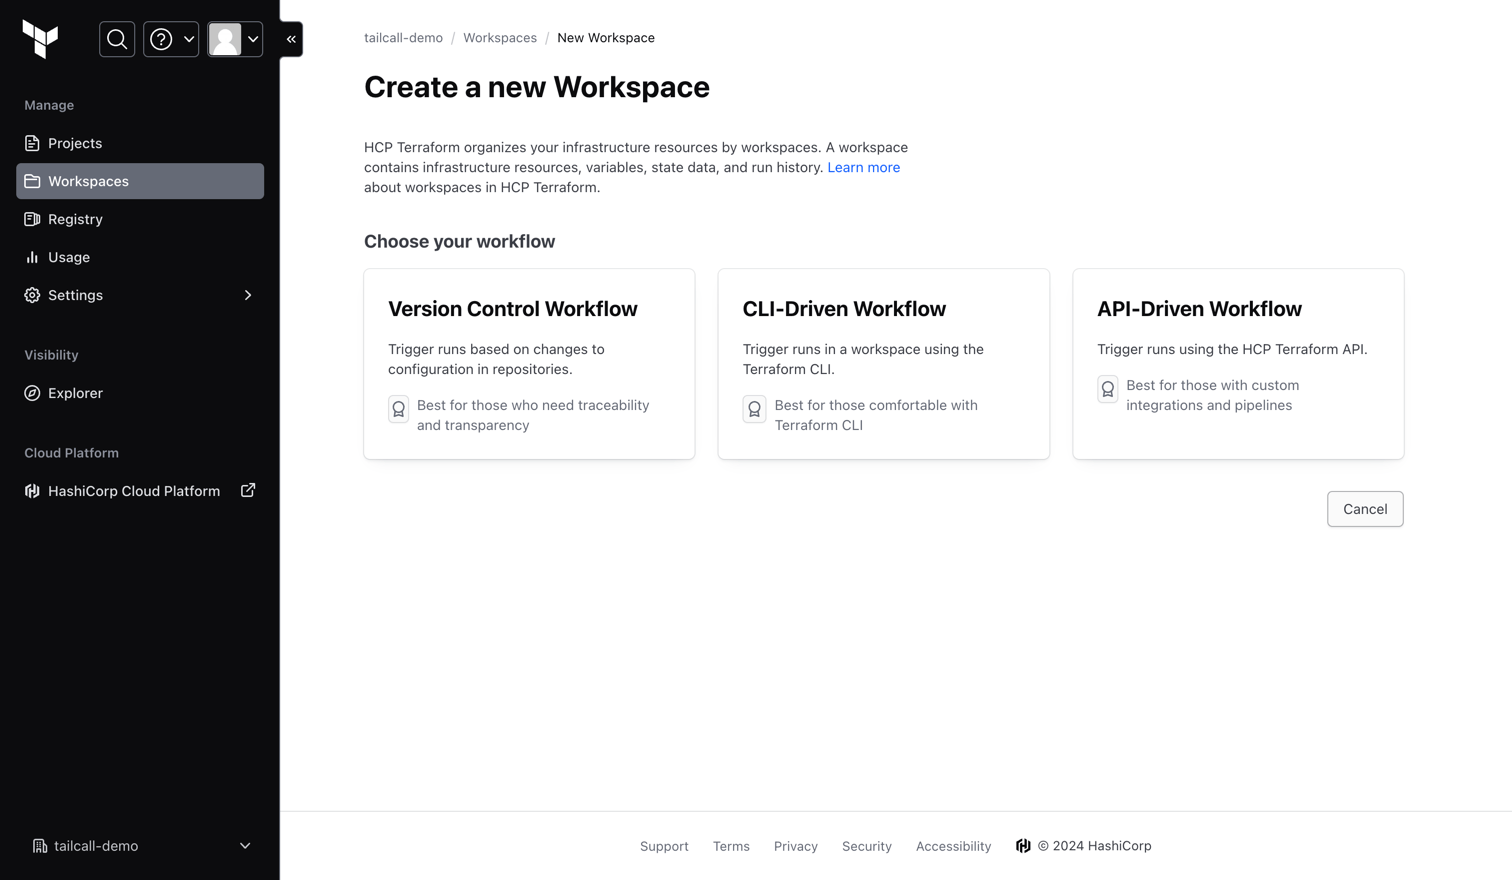 tailcall-demo / Workspaces / New Workspace
Create a new Workspace
Manage
Projects
Workspaces
Registry
Usage
Settings
Visibility
Explorer
Cloud Platform
HashiCorp Cloud Platform
tailcall-demo
HCP Terraform organizes your infrastructure resources by workspaces. A workspace
contains infrastructure resources, variables, state data, and run history. Learn more
about workspaces in HCP Terraform.
Choose your workflow
Version Control Workflow
Trigger runs based on changes to
configuration in repositories.
Best for those who need traceability
and transparency
CLI-Driven Workflow
Trigger runs in a workspace using the
Terraform CLI.
Best for those comfortable with
Terraform CLI
API-Driven Workflow
Trigger runs using the HCP Terraform API.
Best for those with custom
integrations and pipelines
Cancel
Support Terms Privacy Security Accessibility © 2024 HashiCorp